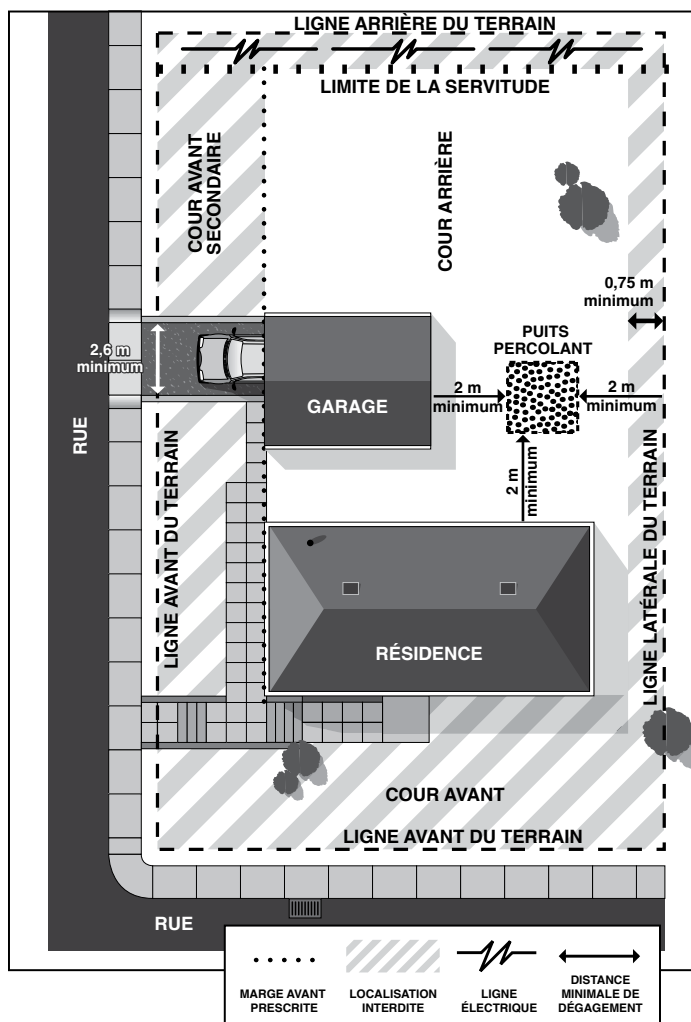 LIGNE ARRIÈRE DU TERRAIN
LIMITE DE LA SERVITUDE
COUR AVANT
SECONDAIRE
COUR ARRIÈRE
0,75 m
minimum
2,6 m
minimum
PUITS
PERCOLANT
GARAGE
2 m
minimum
2 m
minimum
2 m
minimum
RUE
LIGNE AVANT DU TERRAIN
LIGNE LATÉRALE DU TERRAIN
RÉSIDENCE
COUR AVANT
LIGNE AVANT DU TERRAIN
RUE
MARGE AVANT
PRESCRITE
LOCALISATION
INTERDITE
LIGNE
ÉLECTRIQUE
DISTANCE
MINIMALE DE
DÉGAGEMENT